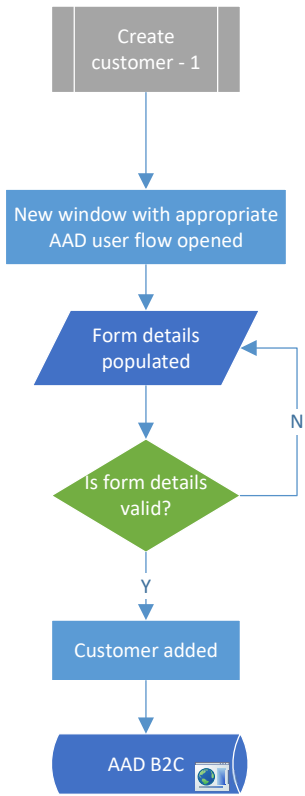 Create
customer - 1
New window with appropriate
AAD user flow opened
Form details
populated
N
Is form details
valid?
Y
Customer added
AAD B2C